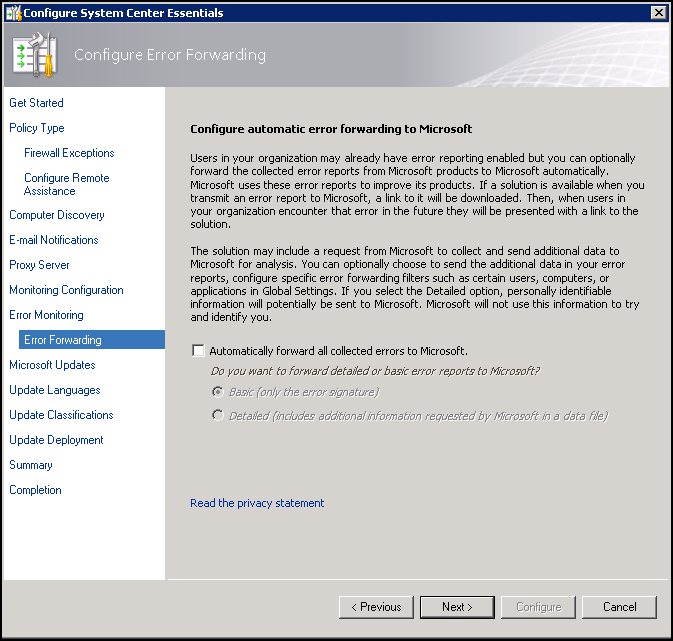 Configure System Center Essentials
Configure Error Forwarding
Get Started
Policy Type
Firewall Exceptions
Configure Remote
Assistance
Computer Discovery
E-mail Notifications
Proxy Server
Monitoring Configuration
Error Monitoring
Error Forwarding
Microsoft Updates
Update Languages
Update Classifications
Update Deployment
Summary
Completion
Configure automatic error forwarding to Microsoft
Users in your organization may already have error reporting enabled but you can optionally
forward the collected error reports from Microsoft products to Microsoft automatically.
Microsoft uses these error reports to improve its products. If a solution is available when you
transmit an error report to Microsoft, a link to it will be downloaded. Then, when users in
your organization encounter that error in the future they will be presented with a link to the
solution.
The solution may include a request from Microsoft to collect and send additional data to
Microsoft for analysis. You can optionally choose to send the additional data in your error
reports, configure specific error forwarding filters such as certain users, computers, or
applications in Global Settings. If you select the Detailed option, personally identifiable
information will potentially be sent to Microsoft. Microsoft will not use this information to try
and identify you.
Automatically forward all collected errors to Microsoft.
Do you want to forward detailed or basic error reports to Microsoft?
Basic (only the error signature)
Detailed (includes additional information requested by Microsoft in a data file)
Read the privacy statement
< Previous
Next >
Configure
Cancel